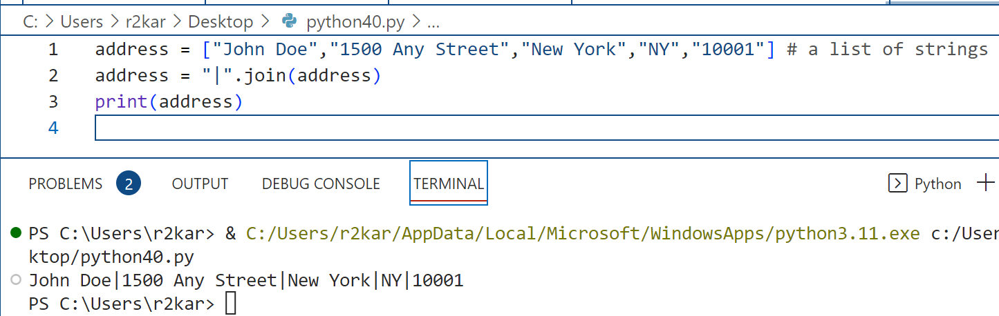 C: > Users > r2kar > Desktop > python40.py > ...
1 address = ["John Doe","1500 Any Street","New York","NY","10001"] # a list of strings
2 address = "|".join(address)
3 print(address)
4
PROBLEMS 2 OUTPUT DEBUG CONSOLE TERMINAL Python
PS C:\Users\r2kar> & C:/Users/r2kar/AppData/Local/Microsoft/WindowsApps/python3.11.exe c:/User
ktop/python40.py
John Doe|1500 Any Street|New York|NY|10001
PS C:\Users\r2kar>